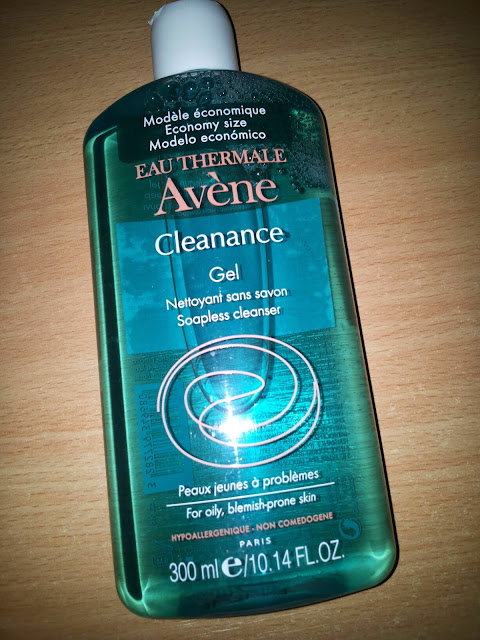 Modèle économique
Economy size
Modelo económico
EAU THERMALE
Avène
Cleanance
Gel
Nettoyant sans savon
Soapless cleanser
Peaux jeunes à problèmes
For oily, blemish-prone skin
HYPOALLERGENIQUE - NON COMEDOGENE
PARIS
300 ml e/10.14 FL.OZ.